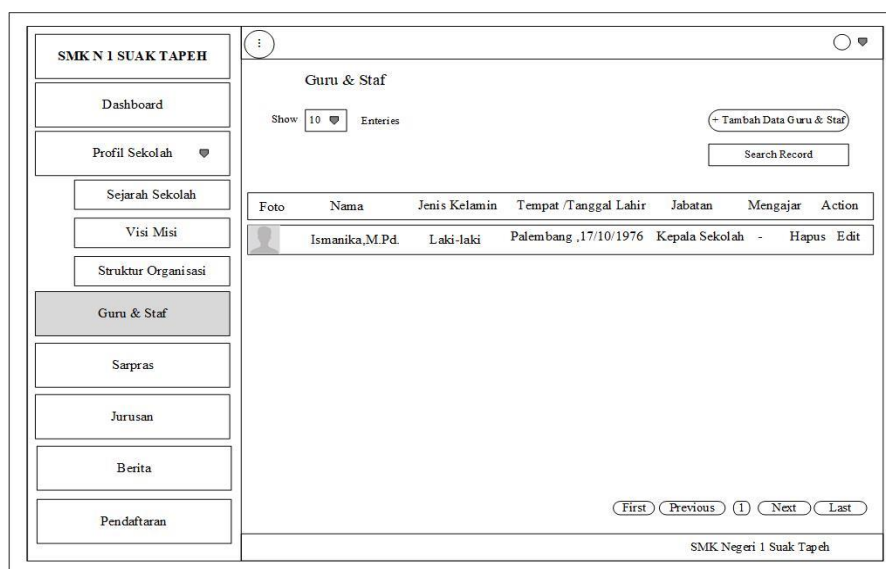 SMK N 1 SUAK TAPEH
Dashboard
Profil Sekolah
Sejarah Sekolah
Visi Misi
Struktur Organisasi
Guru & Staf
Sarpras
Jurusan
Berita
Pendaftaran
Guru & Staf
Show 10 Enteries
+ Tambah Data Guru & Staf
Search Record
Foto Nama Jenis Kelamin Tempat /Tanggal Lahir Jabatan Mengajar Action
Ismanika,M.Pd. Laki-laki Palembang ,17/10/1976 Kepala Sekolah - Hapus Edit
First Previous 1 Next Last
SMK Negeri 1 Suak Tapeh